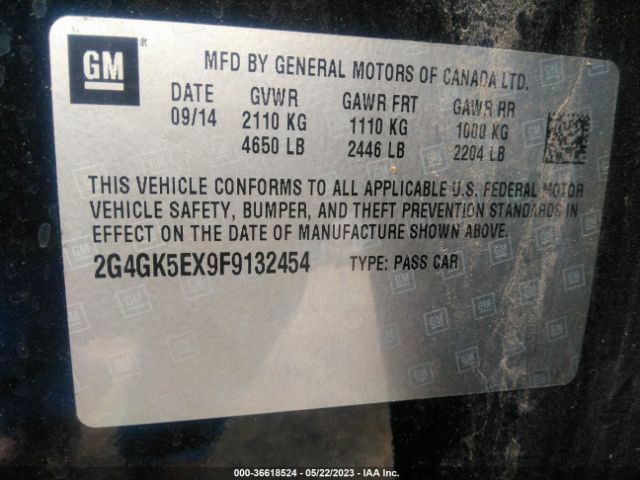 GM ®
MFD BY GENERAL MOTORS OF CANADA LTD.
DATE GVWR GAWR FRT GAWR RR
09/14 2110 KG 1110 KG 1000 KG
4650 LB 2446 LB 2204 LB
THIS VEHICLE CONFORMS TO ALL APPLICABLE U.S. FEDERAL MOTOR
VEHICLE SAFETY, BUMPER, AND THEFT PREVENTION STANDARDS IN
EFFECT ON THE DATE OF MANUFACTURE SHOWN ABOVE.
2G4GK5EX9F9132454 TYPE: PASS CAR
000-36618524 - 05/22/2023 - IAA Inc.